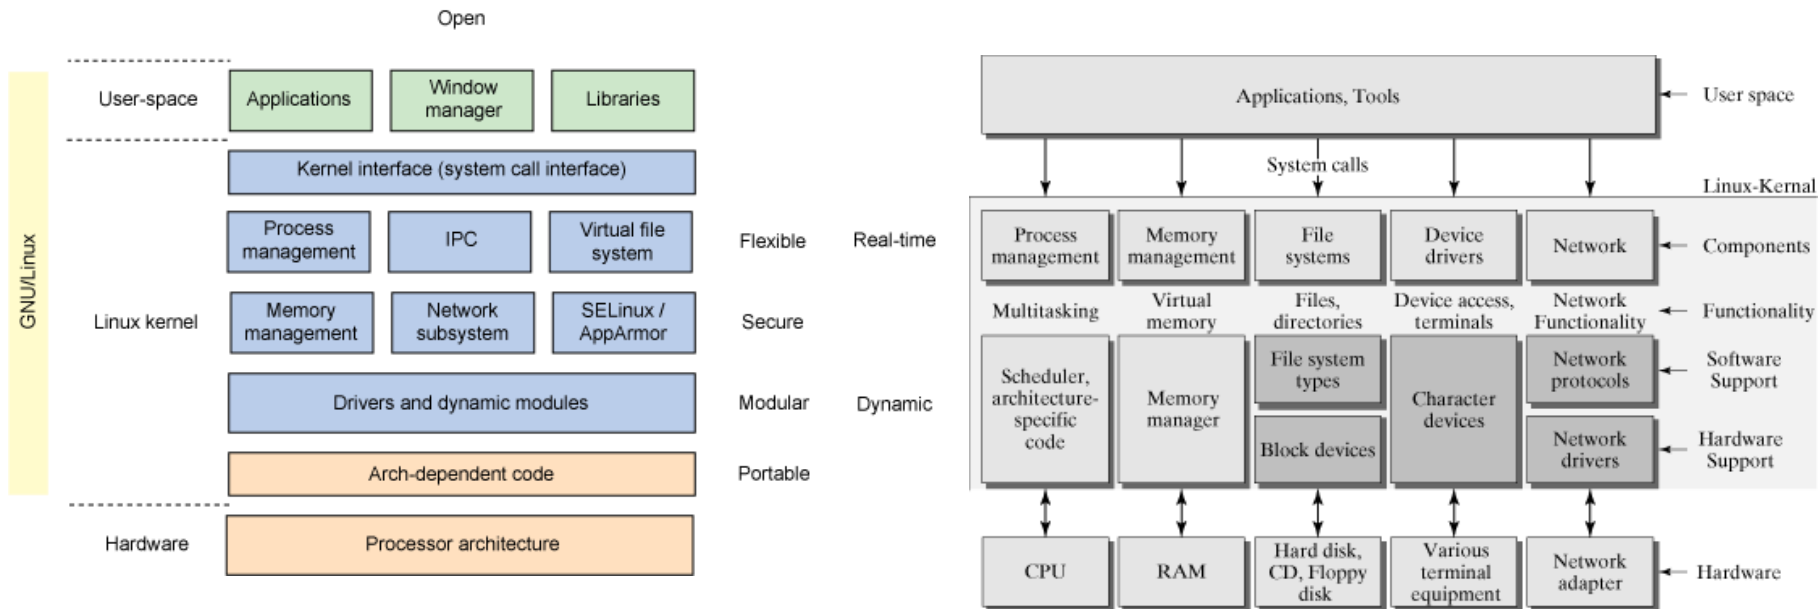 Open
GNU/Linux
User-space
Applications
Window
manager
Libraries
Kernel interface (system call interface)
Linux kernel
Process
management
IPC
Virtual file
system
Flexible
Real-time
Memory
management
Network
subsystem
SELinux /
AppArmor
Secure
Drivers and dynamic modules
Modular
Dynamic
Arch-dependent code
Portable
Hardware
Processor architecture
Applications, Tools
User space
System calls
Linux-Kernel
Process
management
Memory
management
File
systems
Device
drivers
Network
Components
Multitasking
Virtual
memory
Files,
directories
Device access,
terminals
Network
Functionality
Functionality
Scheduler,
architecture-
specific
code
Memory
manager
File system
types
Block devices
Character
devices
Network
protocols
Network
drivers
Software
Support
Hardware
Support
CPU
RAM
Hard disk,
CD, Floppy
disk
Various
terminal
equipment
Network
adapter
Hardware